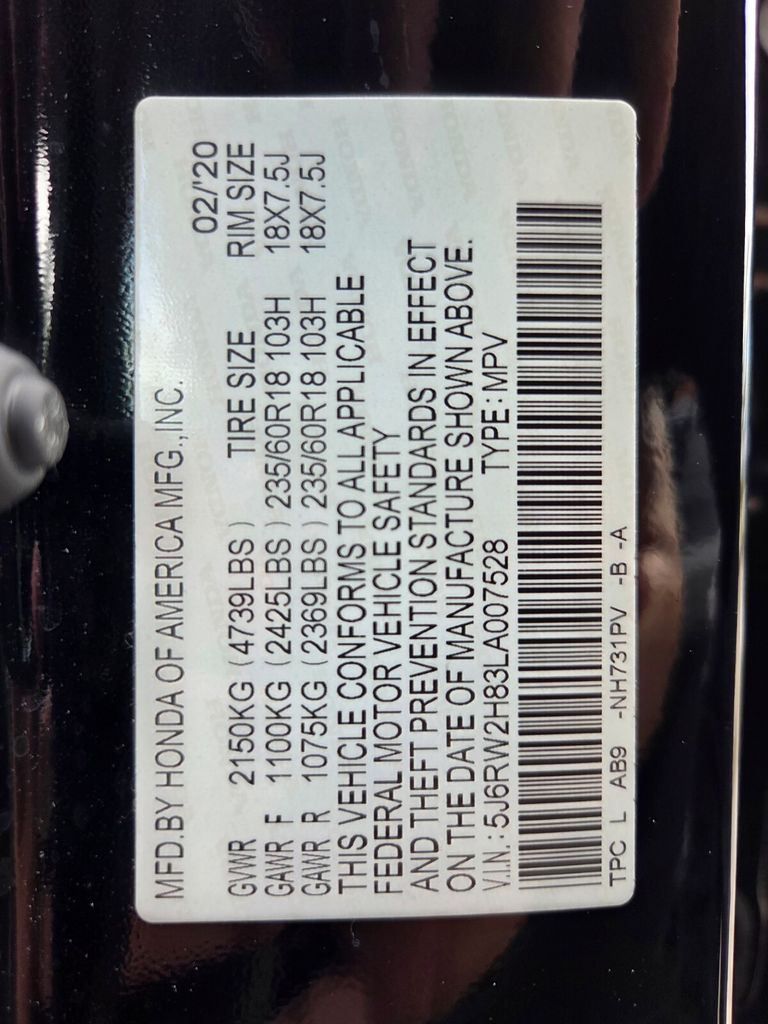 MFD.BY HONDA OF AMERICA MFG.,INC.
02/'20
GVWR 2150KG (4739LBS) TIRE SIZE RIM SIZE
GAWR F 1100KG (2425LBS) 235/60R18 103H 18X7.5J
GAWR R 1075KG (2369LBS) 235/60R18 103H 18X7.5J
THIS VEHICLE CONFORMS TO ALL APPLICABLE
FEDERAL MOTOR VEHICLE SAFETY
AND THEFT PREVENTION STANDARDS IN EFFECT
ON THE DATE OF MANUFACTURE SHOWN ABOVE.
V.I.N.: 5J6RW2H83LA007528 TYPE : MPV
TPC L AB9 -NH731PV -B -A